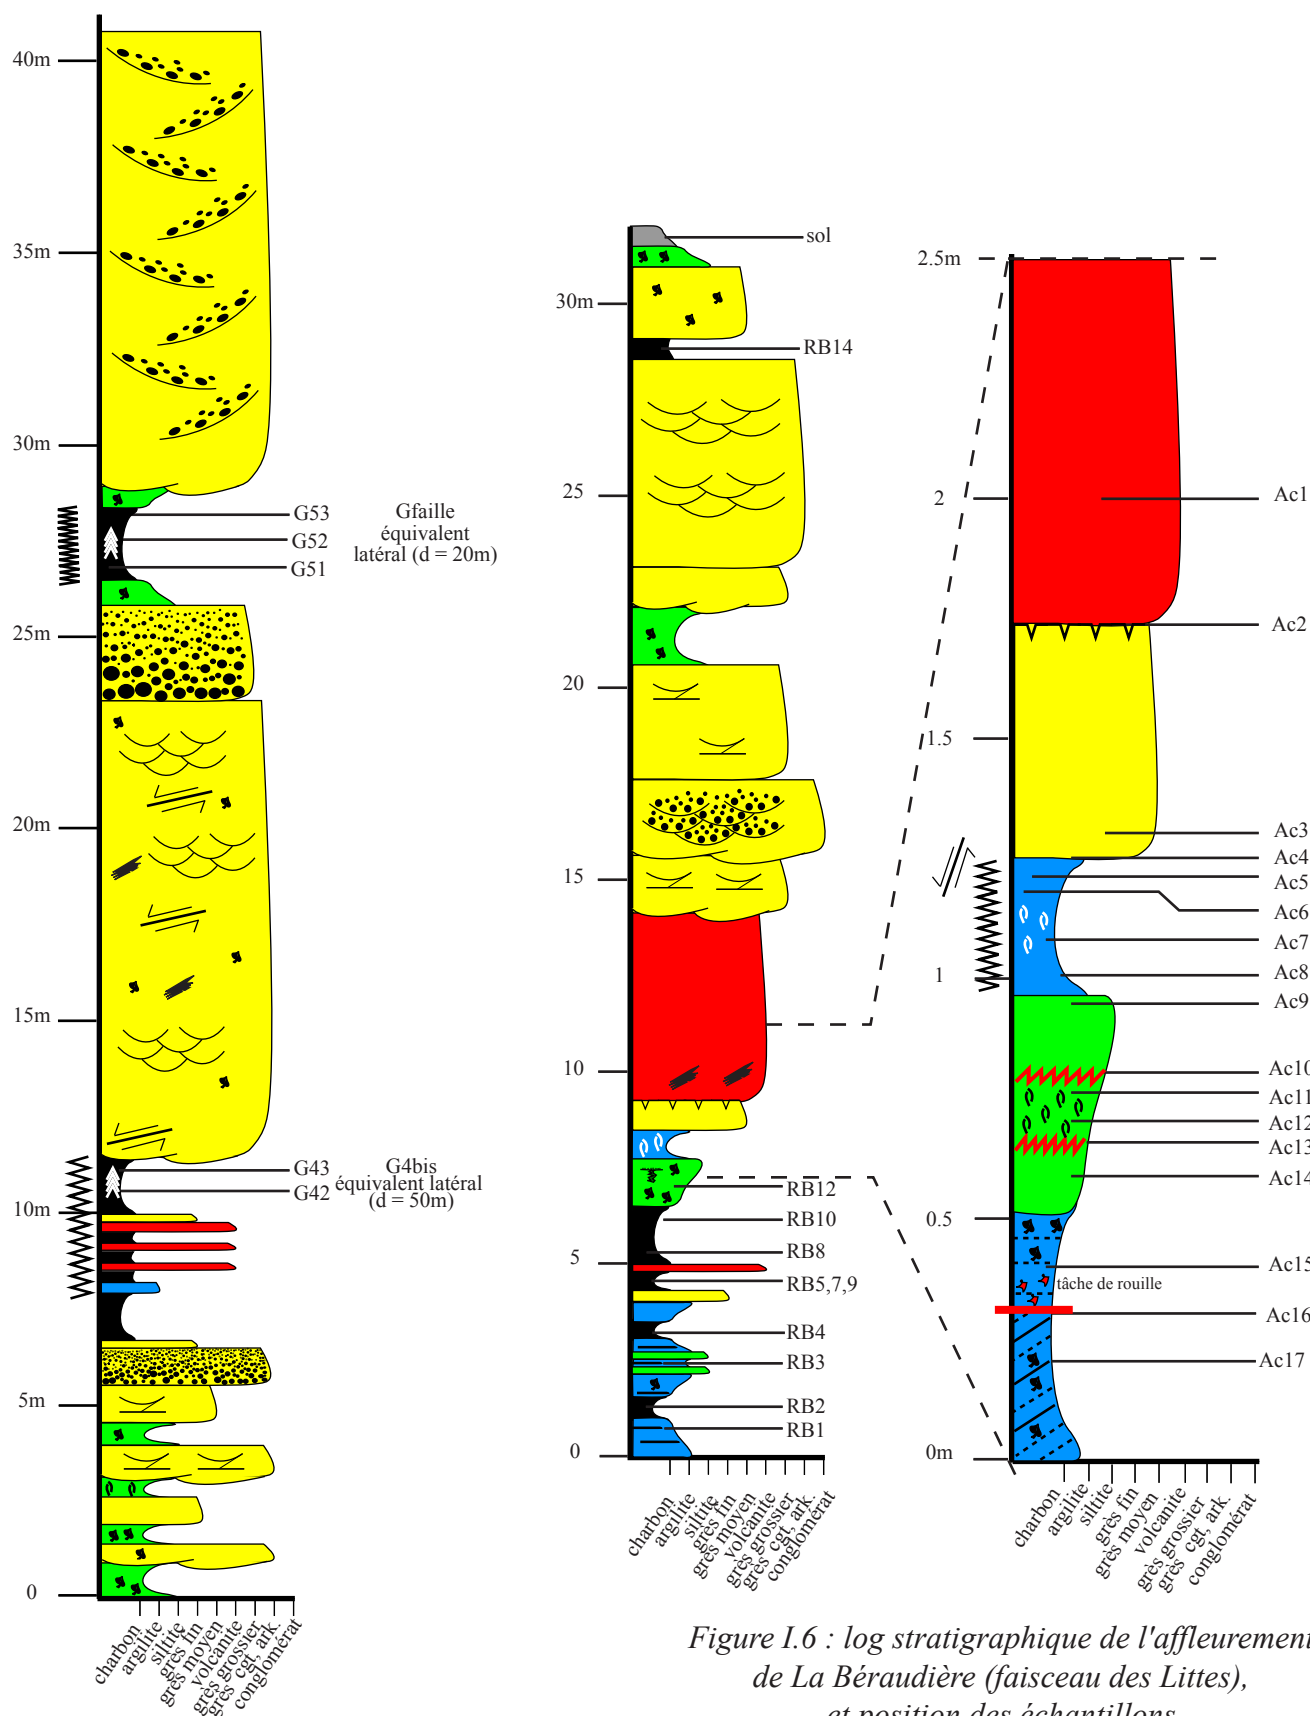 40m
35m
30m
25m
20m
15m
10m
5m
0
G53
G52
G51
Gfaille
équivalent
latéral (d = 20m)
G43
G42
G4bis
équivalent latéral
(d = 50m)
charbon
argilite
siltite
grès fin
grès moyen
volcanite
grès grossier
grès cgt, ark.
conglomérat
30m
25
20
15
10
5
0
sol
RB14
RB12
RB10
RB8
RB5,7,9
RB4
RB3
RB2
RB1
charbon
argilite
siltite
grès fin
grès moyen
volcanite
grès grossier
grès cgt, ark.
conglomérat
2.5m
2
1.5
1
0.5
0m
Ac1
Ac2
Ac3
Ac4
Ac5
Ac6
Ac7
Ac8
Ac9
Ac10
Ac11
Ac12
Ac13
Ac14
Ac15
tâche de rouille
Ac16
Ac17
charbon
argilite
siltite
grès fin
grès moyen
volcanite
grès grossier
grès cgt, ark.
conglomérat
Figure I.6 : log stratigraphique de l'affleurement
de La Béraudière (faisceau des Littes),
et position des échantillons